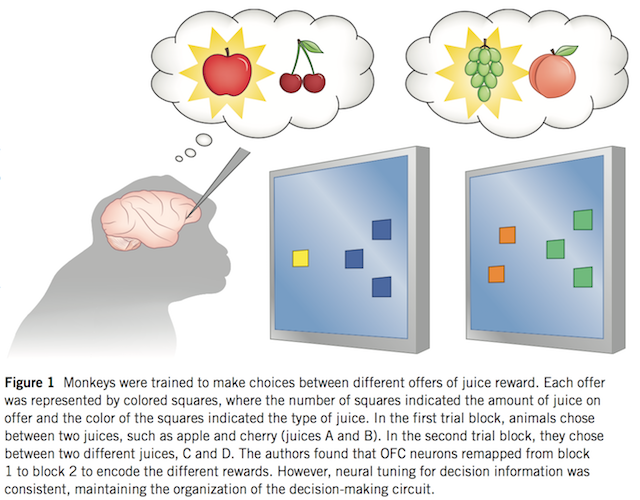 Figure 1 Monkeys were trained to make choices between different offers of juice reward. Each offer
was represented by colored squares, where the number of squares indicated the amount of juice on
offer and the color of the squares indicated the type of juice. In the first trial block, animals chose
between two juices, such as apple and cherry (juices A and B). In the second trial block, they chose
between two different juices, C and D. The authors found that OFC neurons remapped from block
1 to block 2 to encode the different rewards. However, neural tuning for decision information was
consistent, maintaining the organization of the decision-making circuit.